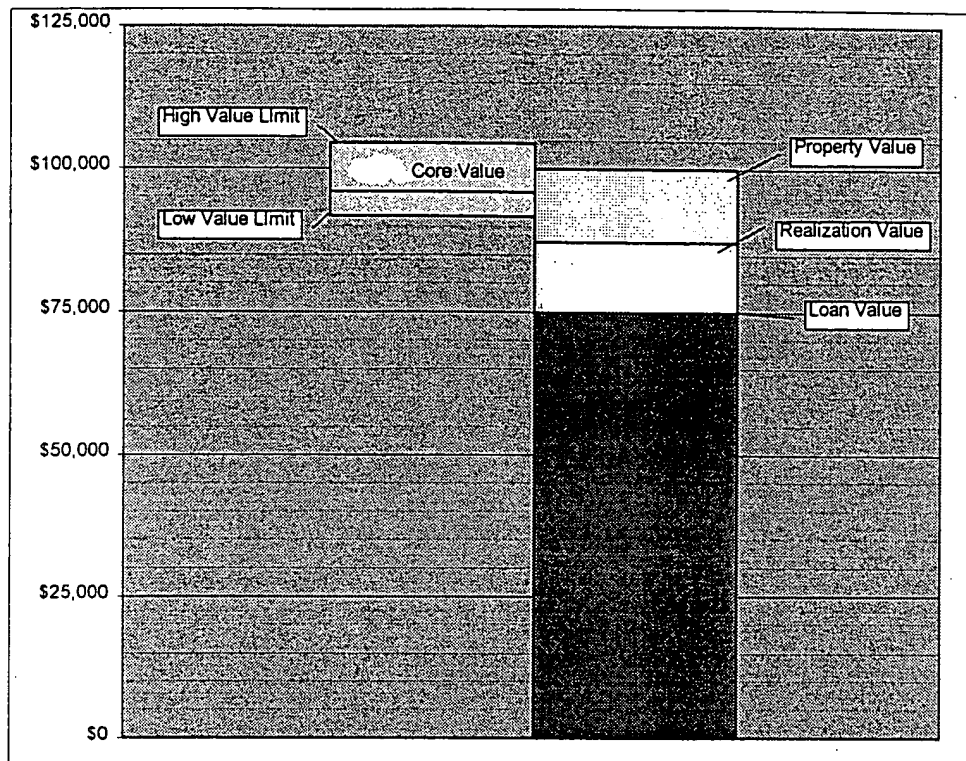 $125,000
High Value LImit
$100,000
Core Value
Property Value
Low Value LImit
Realization Value
$75,000
Loan Value
$50,000
$25,000
$0